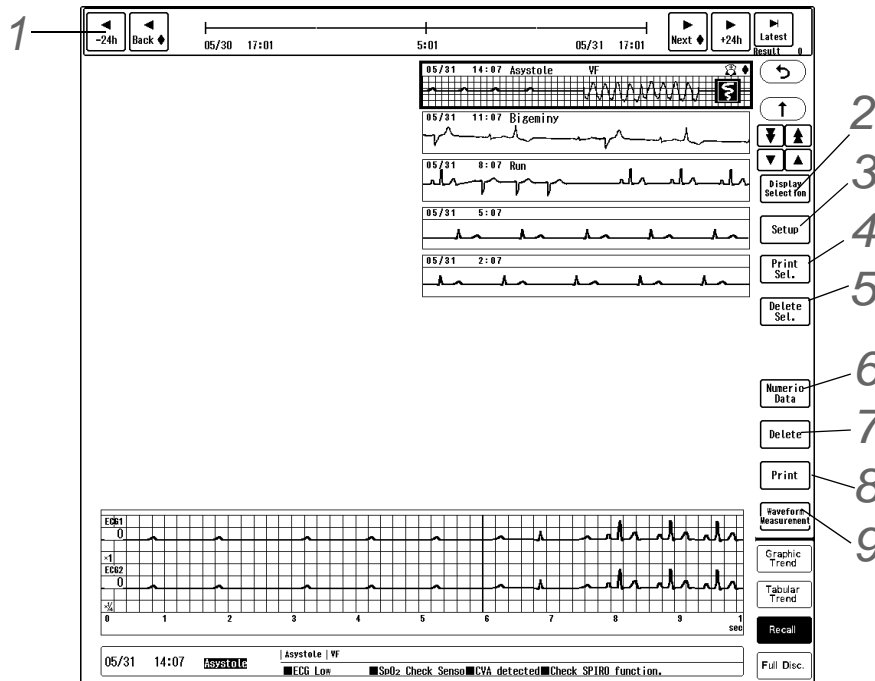 1
-24h
Back
05/30 17:01
5:01
05/31 17:01
Next
+24h
Latest
Result 0
05/31 14:07 Asystole VF
05/31 11:07 Bigeminy
05/31 8:07 Run
05/31 5:07
05/31 2:07
Display
Selection
2
Setup
3
Print
Sel.
4
Delete
Sel.
5
Numeric
Data
6
Delete
7
Print
8
Waveform
Measurement
9
Graphic
Trend
Tabular
Trend
Recall
Full Disc.
ECG1
0
×1
ECG2
0
×¼
0 1 2 3 4 5 6 7 8 9 1
sec
05/31 14:07 Asystole
Asystole | VF
ECG Low SpO2 Check Senso CVA detected Check SPIRO function.